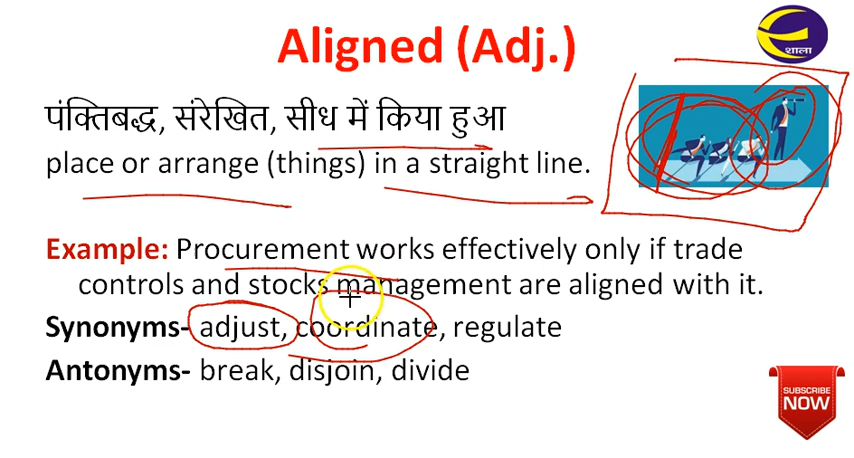 Aligned (Adj.)
शाला
पंक्तिबद्ध, संरेखित, सीध में किया हुआ
place or arrange (things) in a straight line.
Example: Procurement works effectively only if trade
controls and stocks management are aligned with it.
Synonyms- adjust, coordinate, regulate
Antonyms- break, disjoin, divide
SUBSCRIBE
NOW